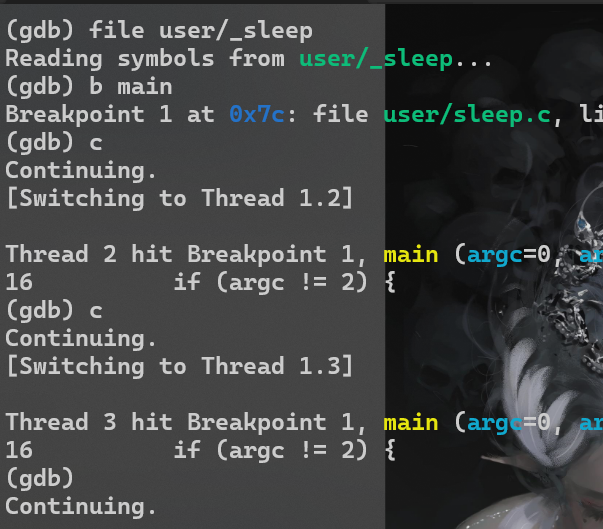 (gdb) file user/_sleep
Reading symbols from user/_sleep...
(gdb) b main
Breakpoint 1 at 0x7c: file user/sleep.c, li
(gdb) c
Continuing.
[Switching to Thread 1.2]
Thread 2 hit Breakpoint 1, main (argc=0, ar
16          if (argc != 2) {
(gdb) c
Continuing.
[Switching to Thread 1.3]
Thread 3 hit Breakpoint 1, main (argc=0, ar
16          if (argc != 2) {
(gdb)
Continuing.